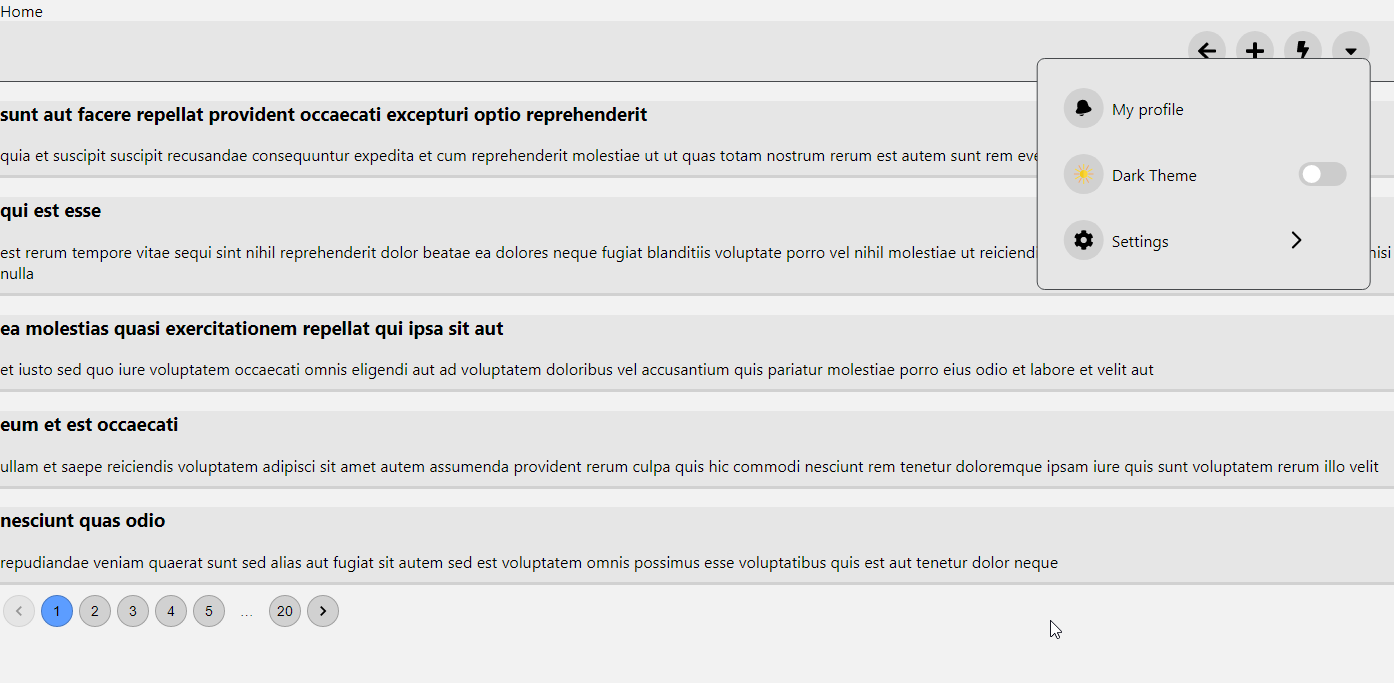 Home
sunt aut facere repellat provident occaecati excepturi optio reprehenderit
quia et suscipit suscipit recusandae consequuntur expedita et cum reprehenderit molestiae ut ut quas totam nostrum rerum est autem sunt rem
My profile
Dark Theme
Settings
qui est esse
est rerum tempore vitae sequi sint nihil reprehenderit dolor beatae ea dolores neque fugiat blanditiis voluptate porro vel nihil molestiae ut
nulla
ea molestias quasi exercitationem repellat qui ipsa sit aut
et iusto sed quo iure voluptatem occaecati omnis eligendi aut ad voluptatem doloribus vel accusantium quis pariatur molestiae porro eius odio et labore et velit aut
eum et est occaecati
ullam et saepe reiciendis voluptatem adipisci sit amet autem assumenda provident rerum culpa quis hic commodi nesciunt rem tenetur doloremque ipsam iure quis sunt voluptatem rerum illo velit
nesciunt quas odio
repudiandae veniam quaerat sunt sed alias aut fugiat sit autem sed est voluptatem omnis possimus esse voluptatibus quis est aut tenetur dolor neque
1 2 3 4 5 ... 20